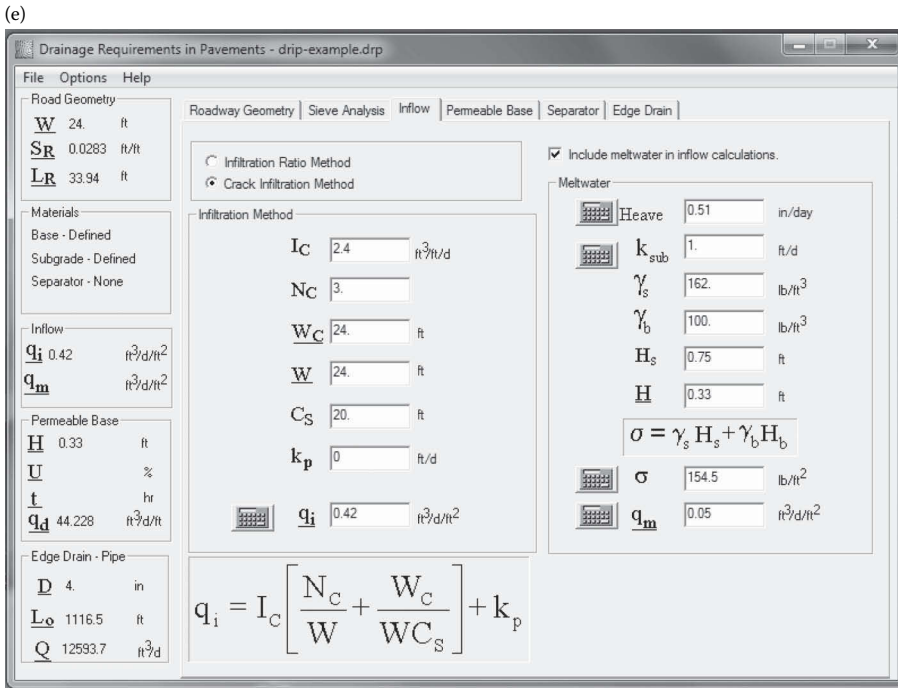 (e)
Drainage Requirements in Pavements - drip-example.drp
File Options Help
Road Geometry
W 24. ft
SR 0.0283 ft/ft
LR 33.94 ft
Materials
Base - Defined
Subgrade - Defined
Separator - None
Inflow
qi 0.42 ft³/d/ft²
qm ft³/d/ft²
Permeable Base
H 0.33 ft
U %
t hr
qd 44.228 ft³/d/ft
Edge Drain - Pipe
D 4. in
Lo 1116.5 ft
Q 12593.7 ft³/d
Roadway Geometry Sieve Analysis Inflow Permeable Base Separator Edge Drain
Infiltration Ratio Method
Crack Infiltration Method
Infiltration Method
IC 2.4 ft³/ft/d
NC 3.
WC 24. ft
W 24. ft
CS 20. ft
kp 0 ft/d
qi 0.42 ft³/d/ft²
qi = IC [ NC/W + WC/WCS ] + kp
Include meltwater in inflow calculations.
Meltwater
Heave 0.51 in/day
ksub 1. ft/d
γs 162. lb/ft³
γb 100. lb/ft³
Hs 0.75 ft
H 0.33 ft
σ = γs Hs + γb Hb
σ 154.5 lb/ft²
qm 0.05 ft³/d/ft²